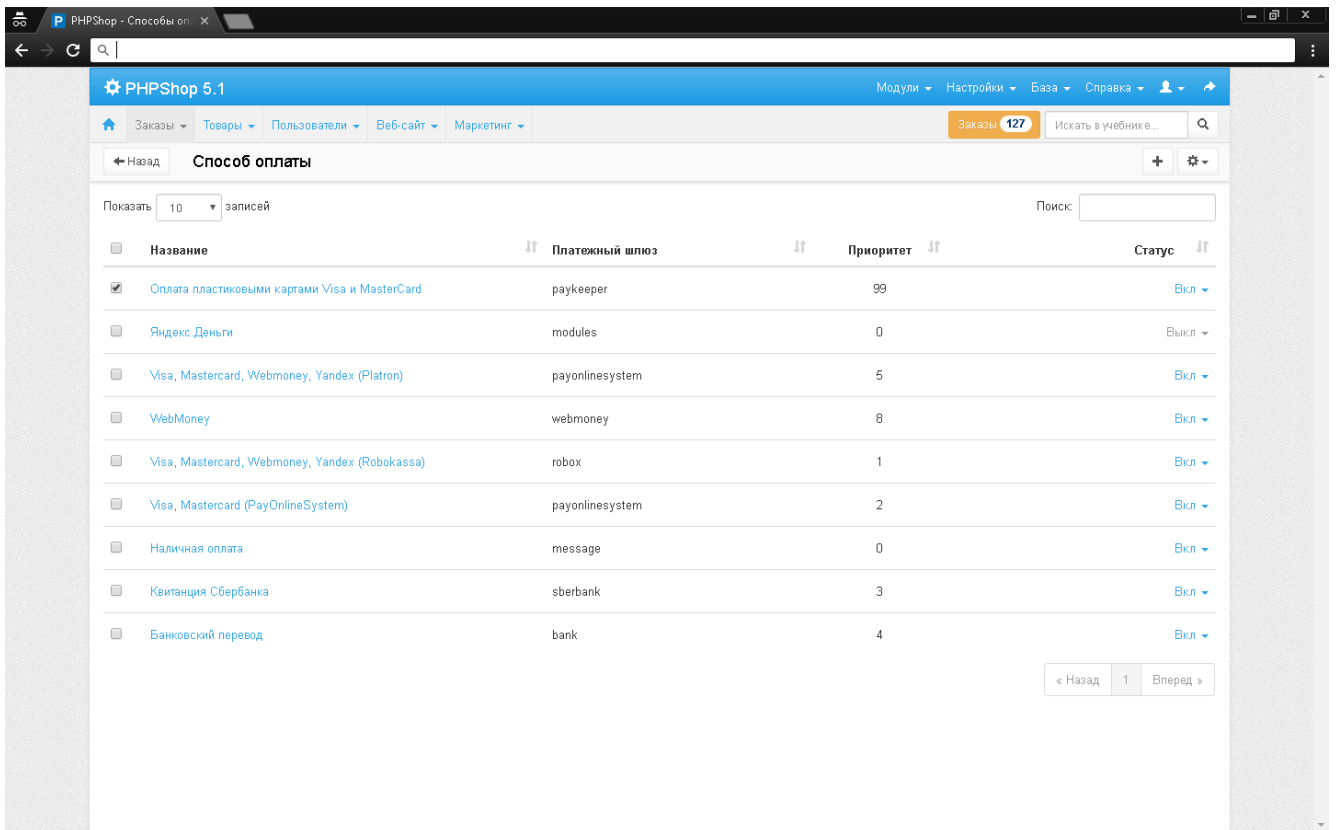 PHPShop - Способы оп
PHPShop 5.1 Модули Настройки База Справка
Заказы Товары Пользователи Веб-сайт Маркетинг Заказы 127 Искать в учебнике...
Назад Способ оплаты
Показать 10 записей Поиск:
Название Платежный шлюз Приоритет Статус
Оплата пластиковыми картами Visa и MasterCard paykeeper 99 Вкл
Яндекс.Деньги modules 0 Выкл
Visa, Mastercard, Webmoney, Yandex (Platron) payonlinesystem 5 Вкл
WebMoney webmoney 8 Вкл
Visa, Mastercard, Webmoney, Yandex (Robokassa) robox 1 Вкл
Visa, Mastercard (PayOnlineSystem) payonlinesystem 2 Вкл
Наличная оплата message 0 Вкл
Квитанция Сбербанка sberbank 3 Вкл
Банковский перевод bank 4 Вкл
« Назад 1 Вперед »